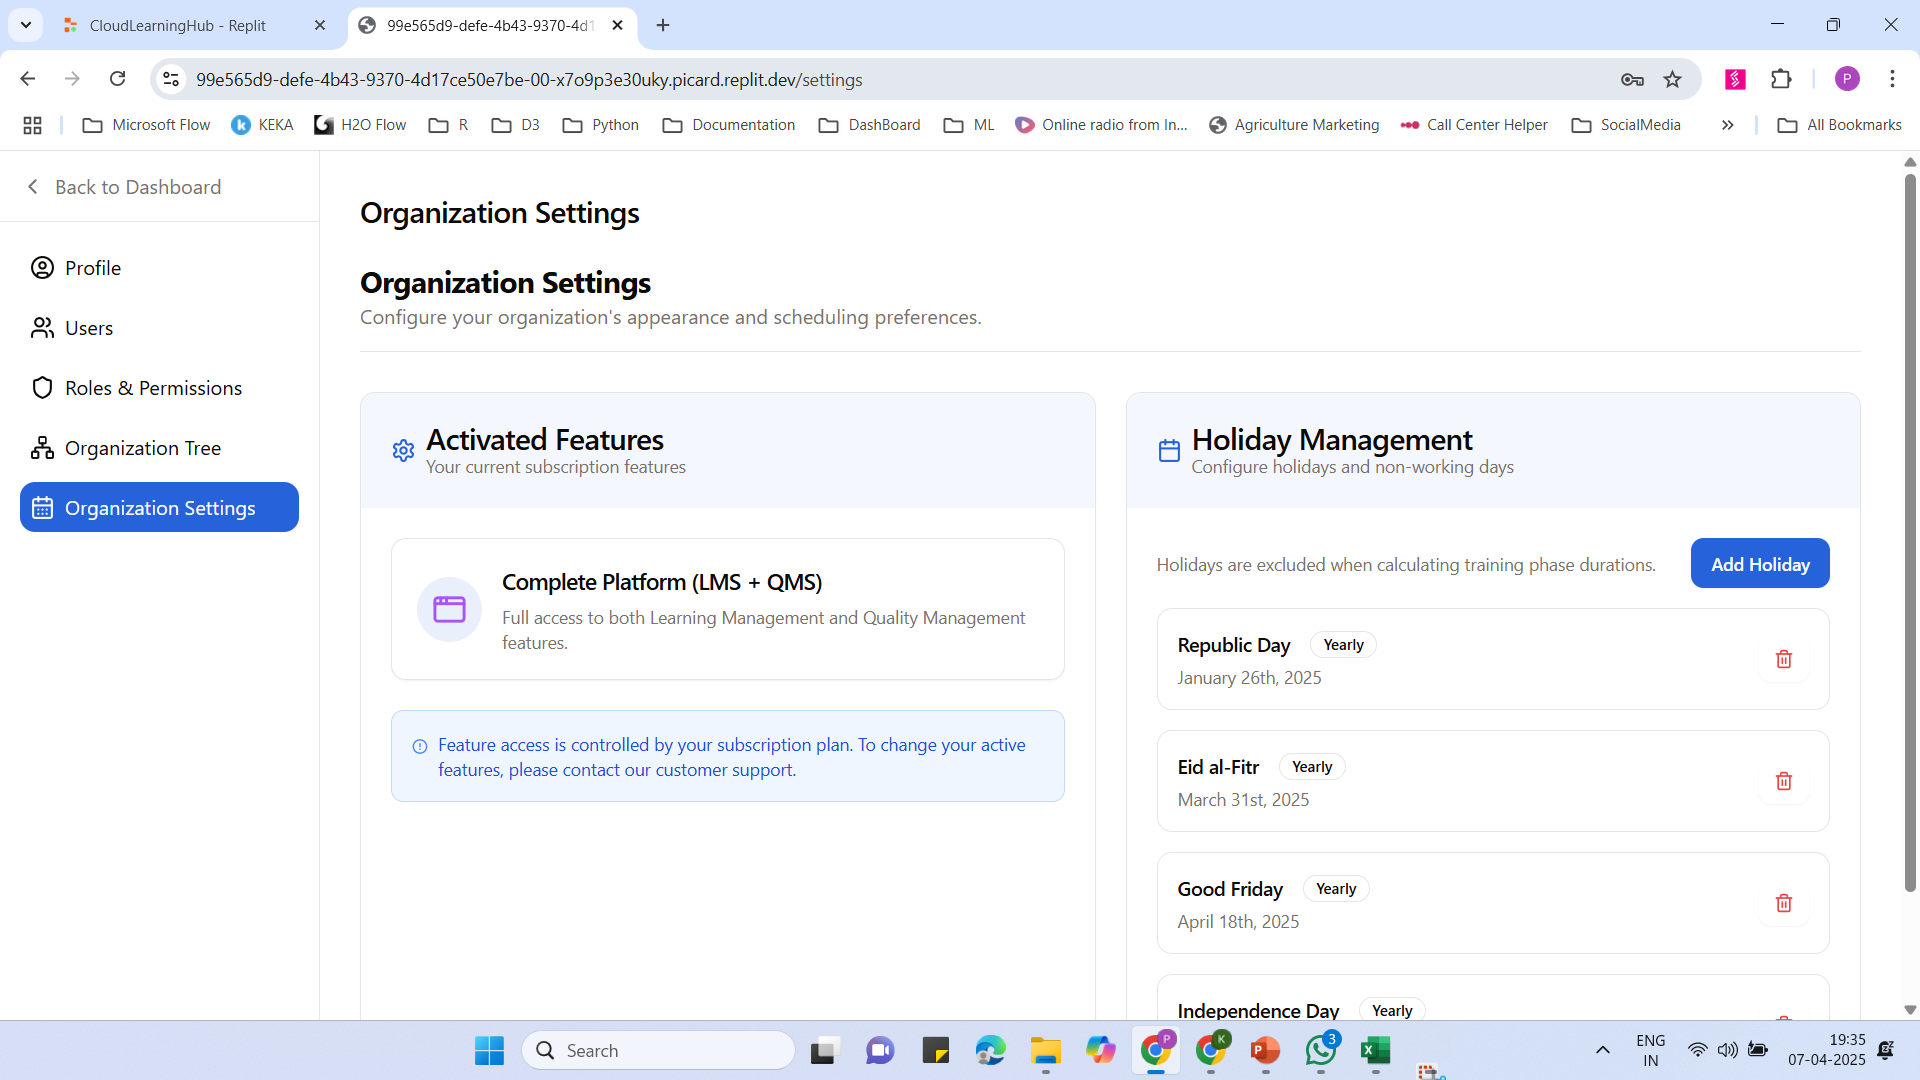 CloudLearningHub - Replit
99e565d9-defe-4b43-9370-4d1
99e565d9-defe-4b43-9370-4d17ce50e7be-00-x7o9p3e30uky.picard.replit.dev/settings
P
Microsoft Flow
KEKA
H2O Flow
R
D3
Python
Documentation
DashBoard
ML
Online radio from In...
Agriculture Marketing
Call Center Helper
SocialMedia
All Bookmarks
Back to Dashboard
Profile
Users
Roles & Permissions
Organization Tree
Organization Settings
Organization Settings
Organization Settings
Configure your organization's appearance and scheduling preferences.
Activated Features
Your current subscription features
Complete Platform (LMS + QMS)
Full access to both Learning Management and Quality Management
features.
Feature access is controlled by your subscription plan. To change your active
features, please contact our customer support.
Holiday Management
Configure holidays and non-working days
Holidays are excluded when calculating training phase durations.
Add Holiday
Republic Day Yearly
January 26th, 2025
Eid al-Fitr Yearly
March 31st, 2025
Good Friday Yearly
April 18th, 2025
Independence Day Yearly
Search
P
K
3
ENG
IN
19:35
07-04-2025